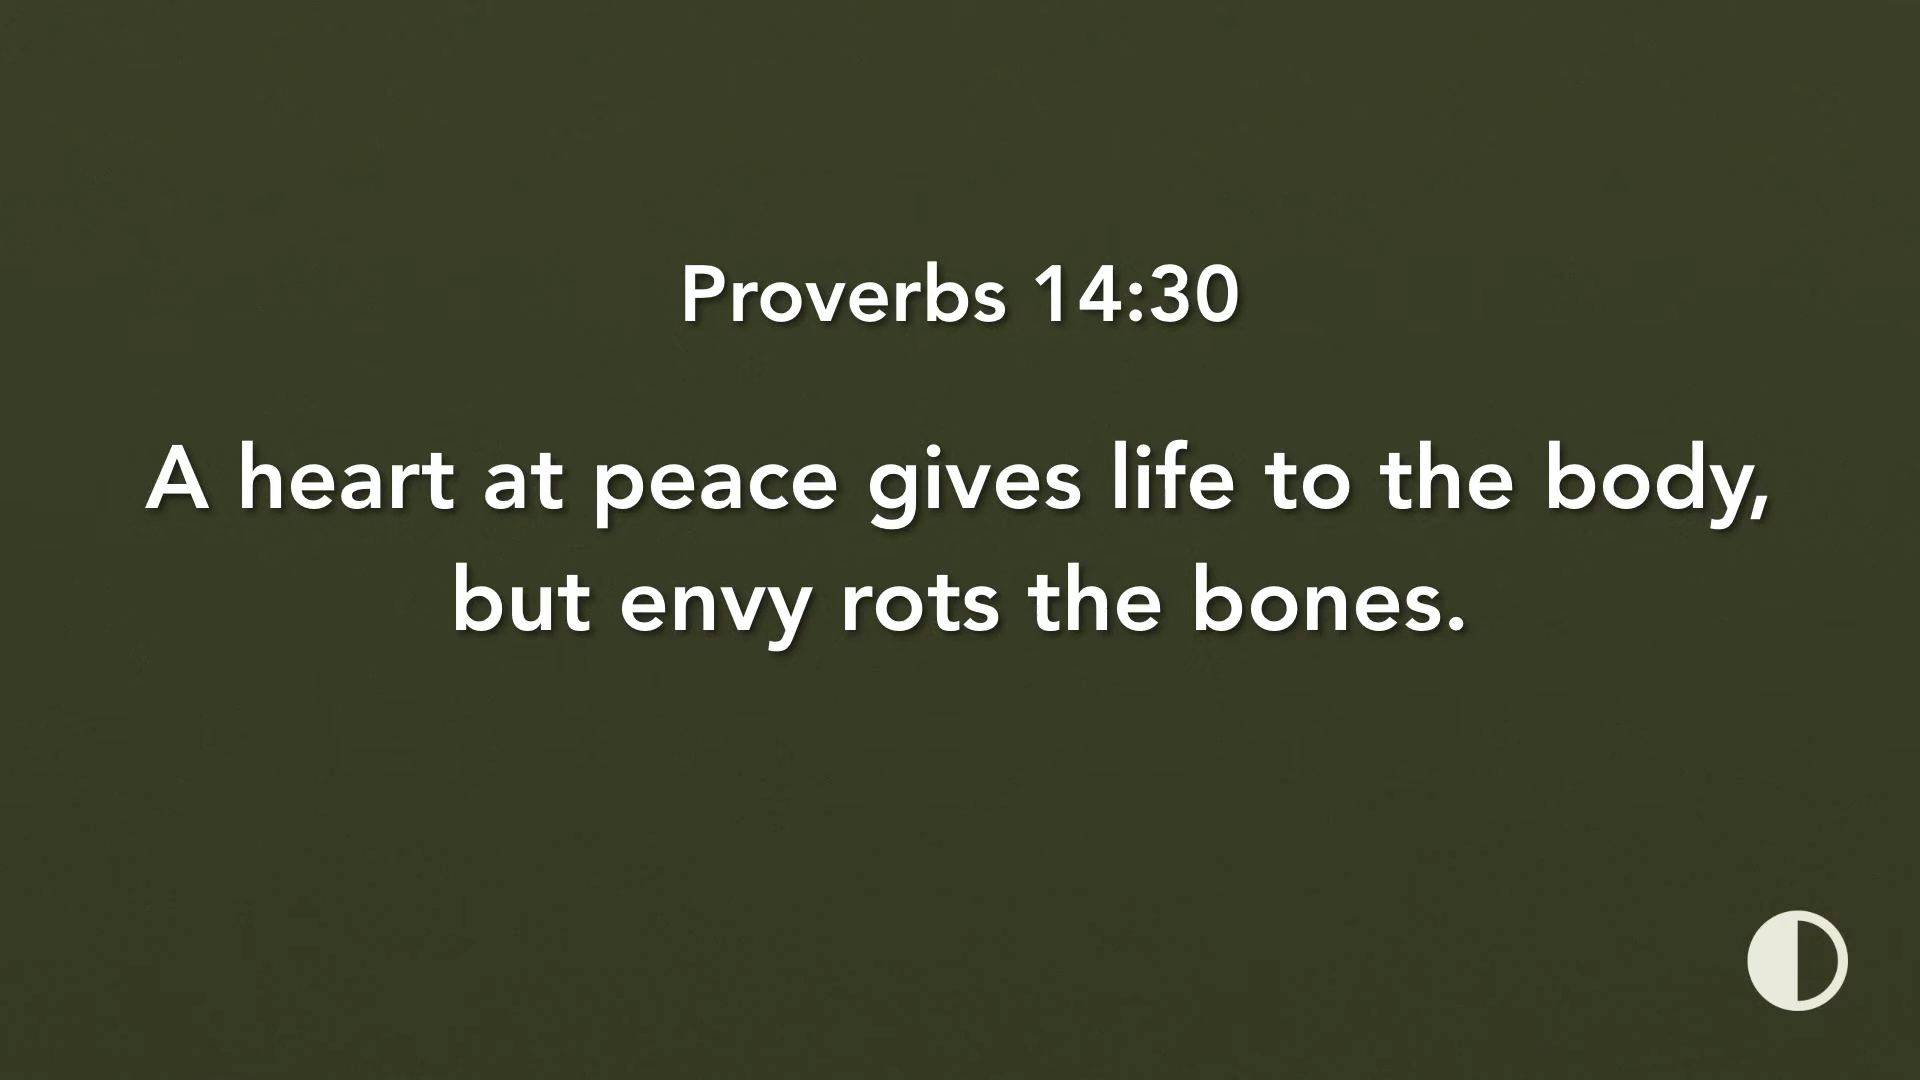 Proverbs 14:30
A heart at peace gives life to the body,
but envy rots the bones.